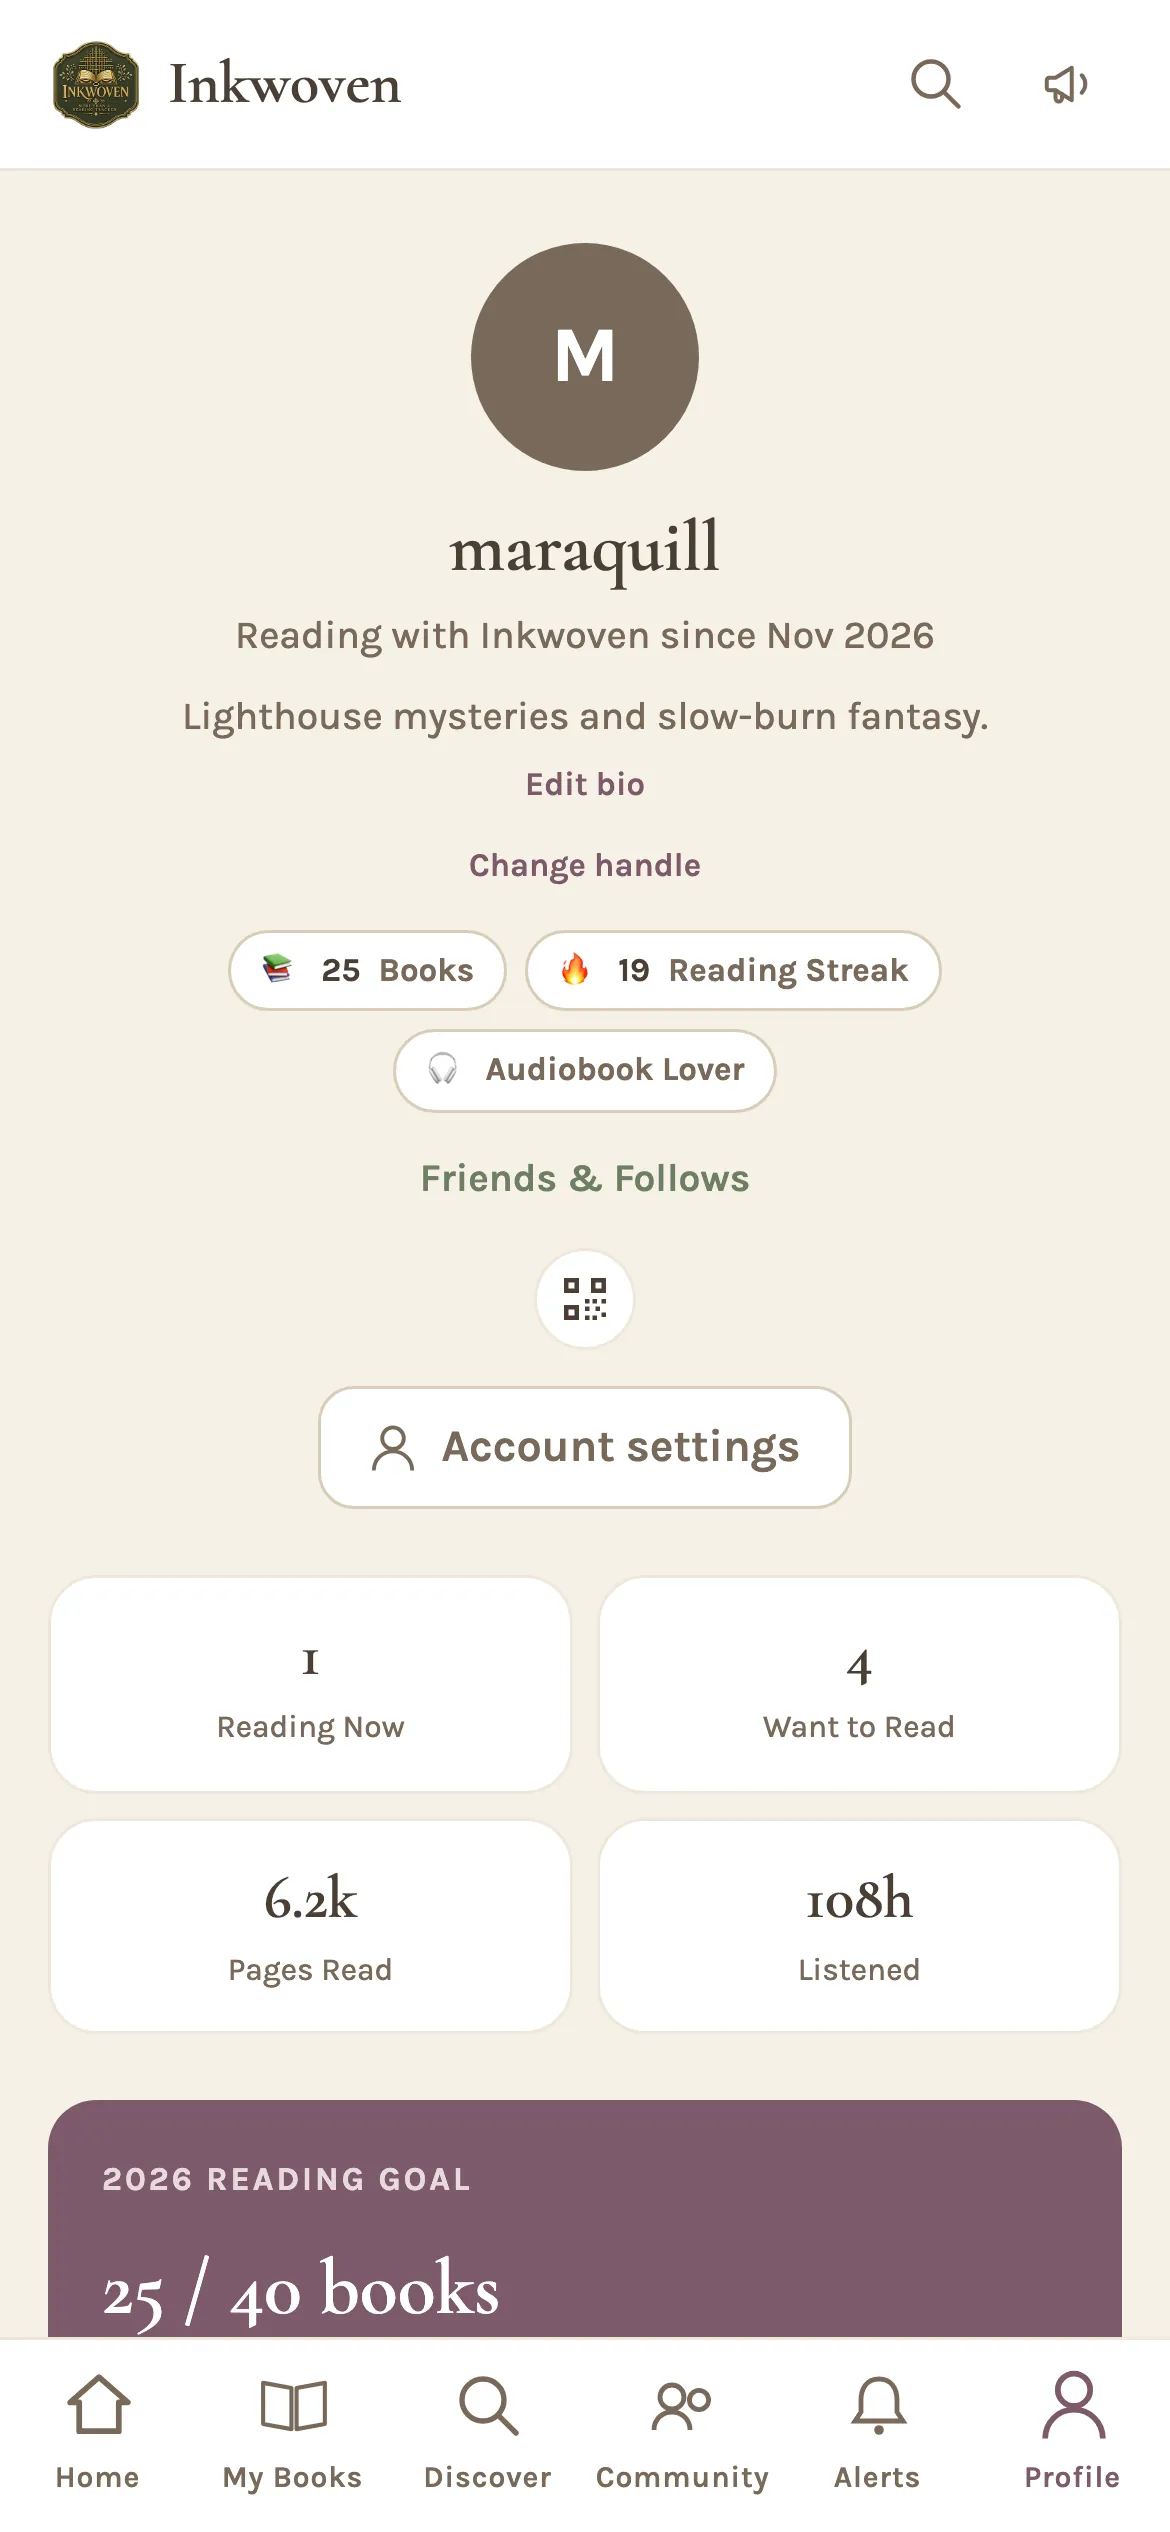 INKWOVEN
Inkwoven
M
maraquill
Reading with Inkwoven since Nov 2026
Lighthouse mysteries and slow-burn fantasy.
Edit bio
Change handle
25 Books
19 Reading Streak
Audiobook Lover
Friends & Follows
Account settings
1
Reading Now
4
Want to Read
6.2k
Pages Read
108h
Listened
2026 READING GOAL
25 / 40 books
Home
My Books
Discover
Community
Alerts
Profile